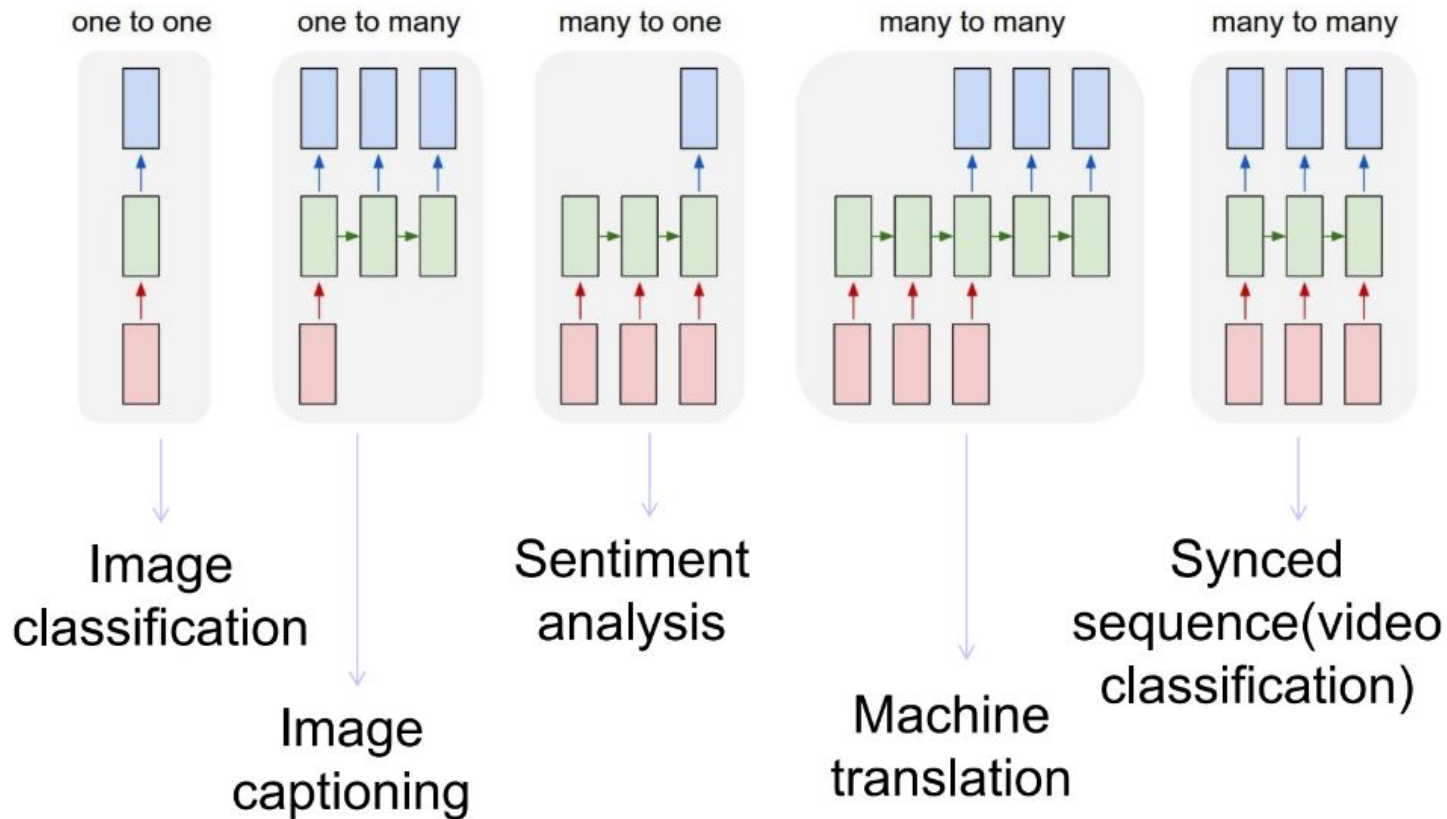 one to one
one to many
many to one
many to many
many to many
Image
classification
Image
captioning
Sentiment
analysis
Machine
translation
Synced
sequence(video
classification)